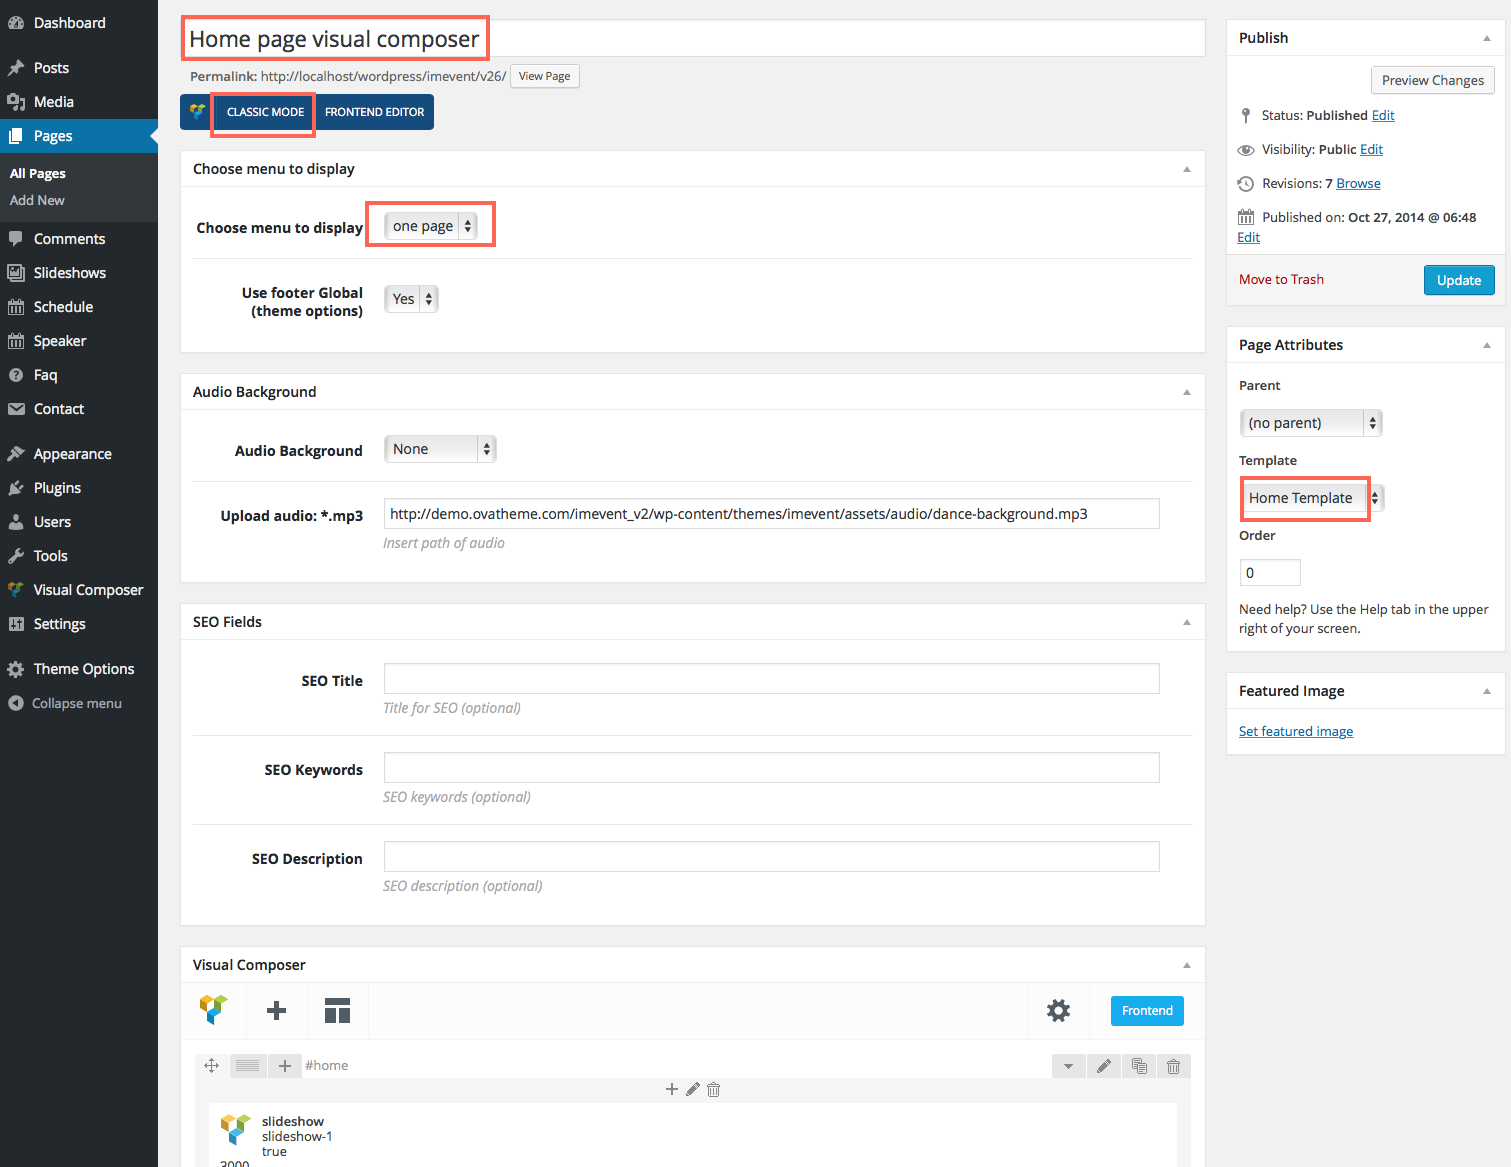 Dashboard
Posts
Media
Pages
All Pages
Add New
Comments
Slideshows
Schedule
Speaker
Faq
Contact
Appearance
Plugins
Users
Tools
Visual Composer
Settings
Theme Options
Collapse menu
Home page visual composer
Permalink: http://localhost/wordpress/imevent/v26/ View Page
CLASSIC MODE FRONTEND EDITOR
Choose menu to display
Choose menu to display one page
Use footer Global Yes
(theme options)
Audio Background
Audio Background None
Upload audio: *.mp3 http://demo.ovatheme.com/imevent_v2/wp-content/themes/imevent/assets/audio/dance-background.mp3
Insert path of audio
SEO Fields
SEO Title
Title for SEO (optional)
SEO Keywords
SEO keywords (optional)
SEO Description
SEO description (optional)
Visual Composer
Frontend
#home
slideshow
slideshow-1
true
3000
Publish
Preview Changes
Status: Published Edit
Visibility: Public Edit
Revisions: 7 Browse
Published on: Oct 27, 2014 @ 06:48
Edit
Move to Trash Update
Page Attributes
Parent
(no parent)
Template
Home Template
Order
0
Need help? Use the Help tab in the upper
right of your screen.
Featured Image
Set featured image